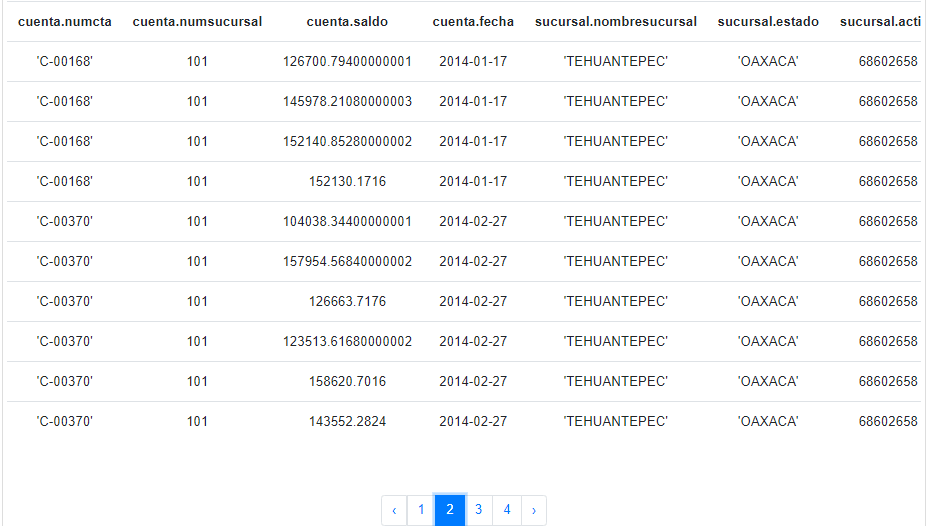 cuenta.numcta cuenta.numsucursal cuenta.saldo cuenta.fecha sucursal.nombresucursal sucursal.estado sucursal.acti
'C-00168' 101 126700.79400000001 2014-01-17 'TEHUANTEPEC' 'OAXACA' 68602658
'C-00168' 101 145978.21080000003 2014-01-17 'TEHUANTEPEC' 'OAXACA' 68602658
'C-00168' 101 152140.85280000002 2014-01-17 'TEHUANTEPEC' 'OAXACA' 68602658
'C-00168' 101 152130.1716 2014-01-17 'TEHUANTEPEC' 'OAXACA' 68602658
'C-00370' 101 104038.34400000001 2014-02-27 'TEHUANTEPEC' 'OAXACA' 68602658
'C-00370' 101 157954.56840000002 2014-02-27 'TEHUANTEPEC' 'OAXACA' 68602658
'C-00370' 101 126663.7176 2014-02-27 'TEHUANTEPEC' 'OAXACA' 68602658
'C-00370' 101 123513.61680000002 2014-02-27 'TEHUANTEPEC' 'OAXACA' 68602658
'C-00370' 101 158620.7016 2014-02-27 'TEHUANTEPEC' 'OAXACA' 68602658
'C-00370' 101 143552.2824 2014-02-27 'TEHUANTEPEC' 'OAXACA' 68602658
‹ 1 2 3 4 ›